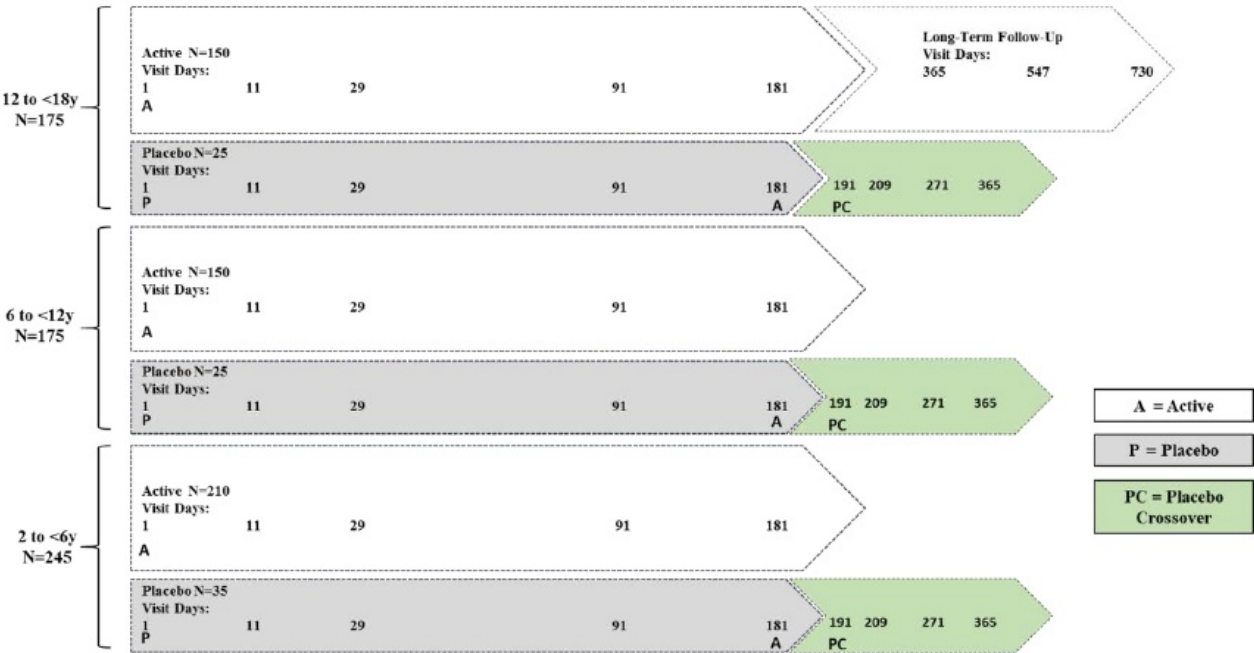 12 to <18y
N=175
Active N=150
Visit Days:
1 11 29 91 181
A
Long-Term Follow-Up
Visit Days:
365 547 730
Placebo N=25
Visit Days:
1 11 29 91 181 191 209 271 365
P A PC
6 to <12y
N=175
Active N=150
Visit Days:
1 11 29 91 181
A
Placebo N=25
Visit Days:
1 11 29 91 181 191 209 271 365
P A PC
2 to <6y
N=245
Active N=210
Visit Days:
1 11 29 91 181
A
Placebo N=35
Visit Days:
1 11 29 91 181 191 209 271 365
P A PC
A = Active
P = Placebo
PC = Placebo
Crossover